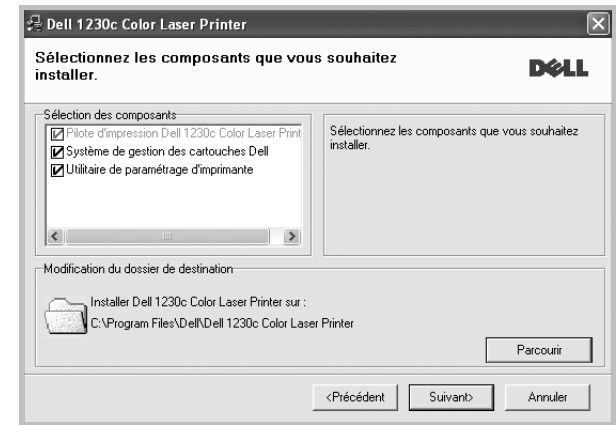 Dell 1230c Color Laser Printer
Sélectionnez les composants que vous souhaitez
installer.
DELL
Sélection des composants
Pilote d'impression Dell 1230c Color Laser Print
Système de gestion des cartouches Dell
Utilitaire de paramétrage d'imprimante
Sélectionnez les composants que vous souhaitez
installer.
Modification du dossier de destination
Installer Dell 1230c Color Laser Printer sur :
C:\Program Files\Dell\Dell 1230c Color Laser Printer
Parcourir
<Précédent
Suivant>
Annuler